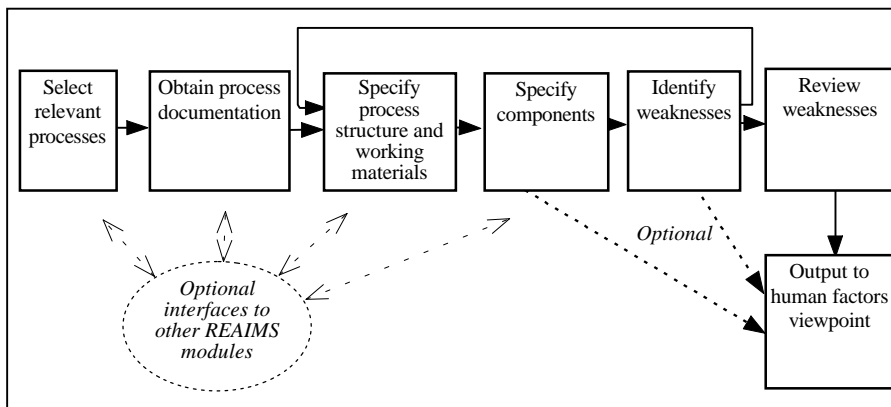 Select
relevant
processes
Obtain process
documentation
Specify
process
structure and
working
materials
Specify
components
Identify
weaknesses
Review
weaknesses
Optional
Output to
human factors
viewpoint
Optional
interfaces to
other REAIMS
modules